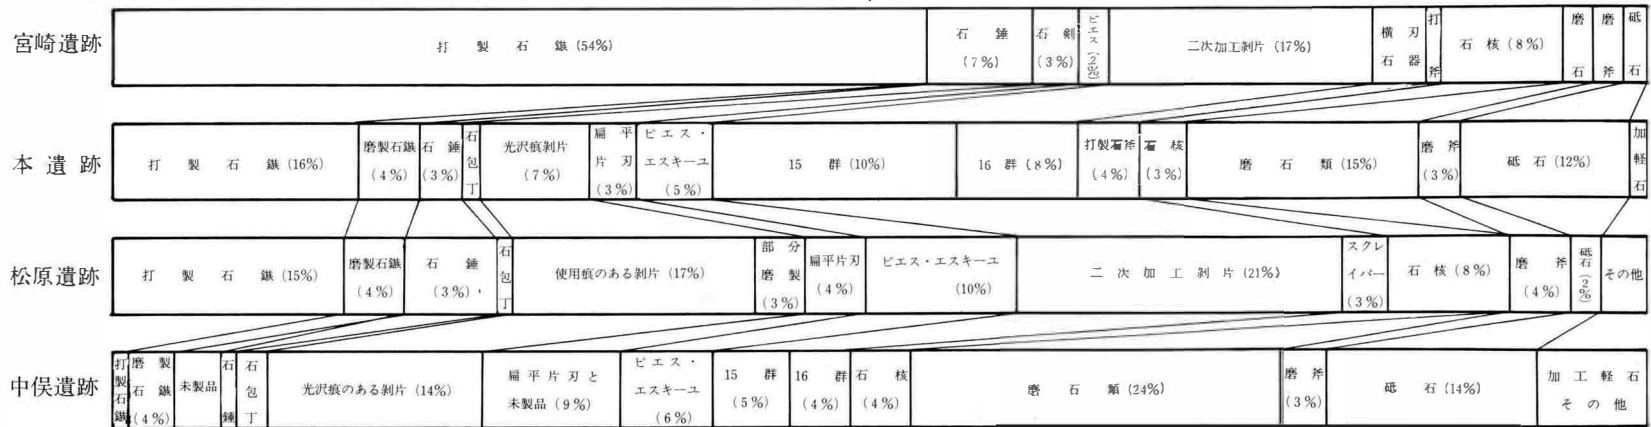 宮崎遺跡 打製石鏃(54%) 石錘(7%) 石剣(3%) ピエス(2%) 二次加工剥片(17%) 横刃石器 打斧 石核(8%) 磨石 磨斧 砥石
本遺跡 打製石鏃(16%) 磨製石鏃(4%) 石錘(3%) 石包丁 光沢痕剥片(7%) 扁平片刃(3%) ピエス・エスキーユ(5%) 15群(10%) 16群(8%) 打製石斧(4%) 石核(3%) 磨石類(15%) 磨斧(3%) 砥石(12%) 加軽石
松原遺跡 打製石鏃(15%) 磨製石鏃(4%) 石錘(3%) 石包丁 使用痕のある剥片(17%) 部分磨製(3%) 扁平片刃(4%) ピエス・エスキーユ(10%) 二次加工剥片(21%) スクレイパー(3%) 石核(8%) 磨斧(4%) 砥石(2%) その他
中俣遺跡 打製石鏃 磨製石鏃(4%) 未製品 石錘 石包丁 光沢痕のある剥片(14%) 扁平片刃と未製品(9%) ピエス・エスキーユ(6%) 15群(5%) 16群(4%) 石核(4%) 磨石類(24%) 磨斧(3%) 砥石(14%) 加工軽石その他